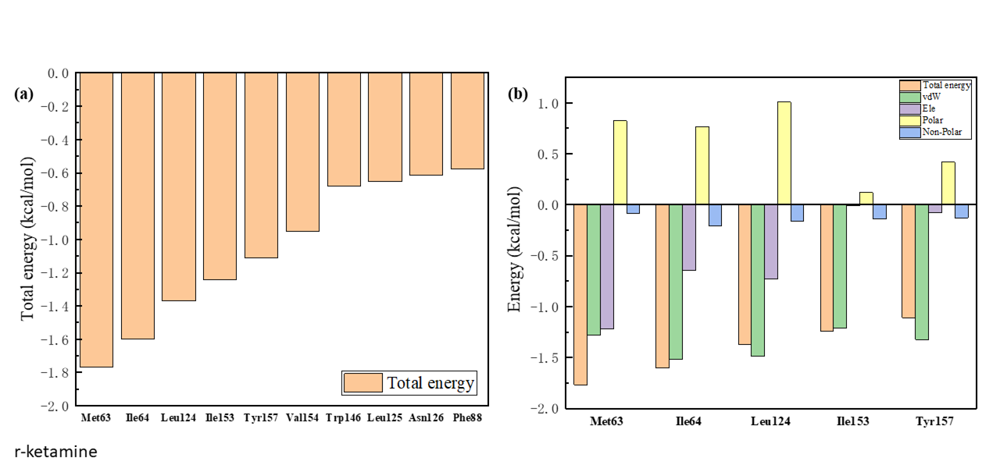 (a)
Total energy (kcal/mol)
0.0
-0.2
-0.4
-0.6
-0.8
-1.0
-1.2
-1.4
-1.6
-1.8
-2.0
Total energy
Met63 Ile64 Leu124 Ile153 Tyr157 Val154 Trp146 Leu125 Asn126 Phe88
(b)
Energy (kcal/mol)
1.0
0.5
0.0
-0.5
-1.0
-1.5
-2.0
Total energy
vdW
Ele
Polar
Non-Polar
Met63 Ile64 Leu124 Ile153 Tyr157
r-ketamine